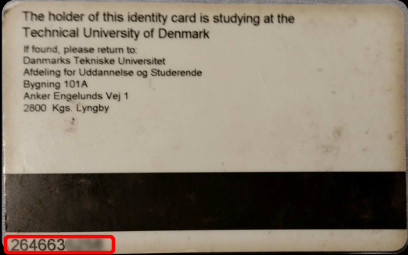 The holder of this identity card is studying at the
Technical University of Denmark
If found, please return to:
Danmarks Tekniske Universitet
Afdeling for Uddannelse og Studerende
Bygning 101A
Anker Engelunds Vej 1
2800 Kgs. Lyngby
264663